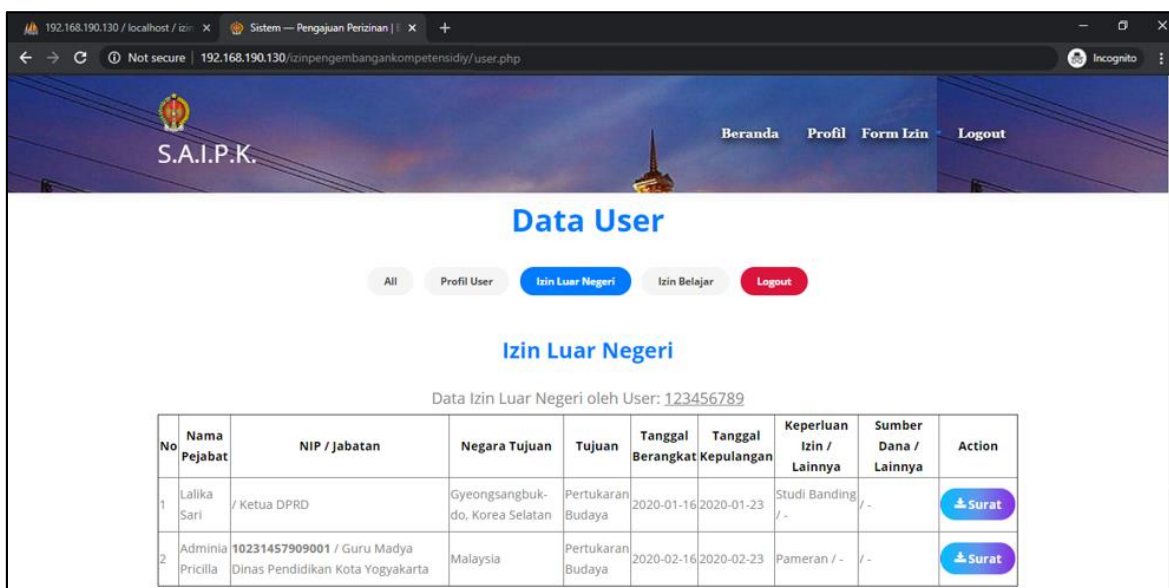 192.168.190.130 / localhost / izin
Sistem — Pengajuan Perizinan |
Not secure | 192.168.190.130/izinpengembangankompetensidiy/user.php
Incognito
S.A.I.P.K.
Beranda Profil Form Izin Logout
Data User
All Profil User Izin Luar Negeri Izin Belajar Logout
Izin Luar Negeri
Data Izin Luar Negeri oleh User: 123456789
No Nama Pejabat NIP / Jabatan Negara Tujuan Tujuan Tanggal Berangkat Tanggal Kepulangan Keperluan Izin / Lainnya Sumber Dana / Lainnya Action
1 Lalika Sari / Ketua DPRD Gyeongsangbuk-do, Korea Selatan Pertukaran Budaya 2020-01-16 2020-01-23 Studi Banding / - / - Surat
2 Adminia Pricilla 10231457909001 / Guru Madya Dinas Pendidikan Kota Yogyakarta Malaysia Pertukaran Budaya 2020-02-16 2020-02-23 Pameran / - / - Surat